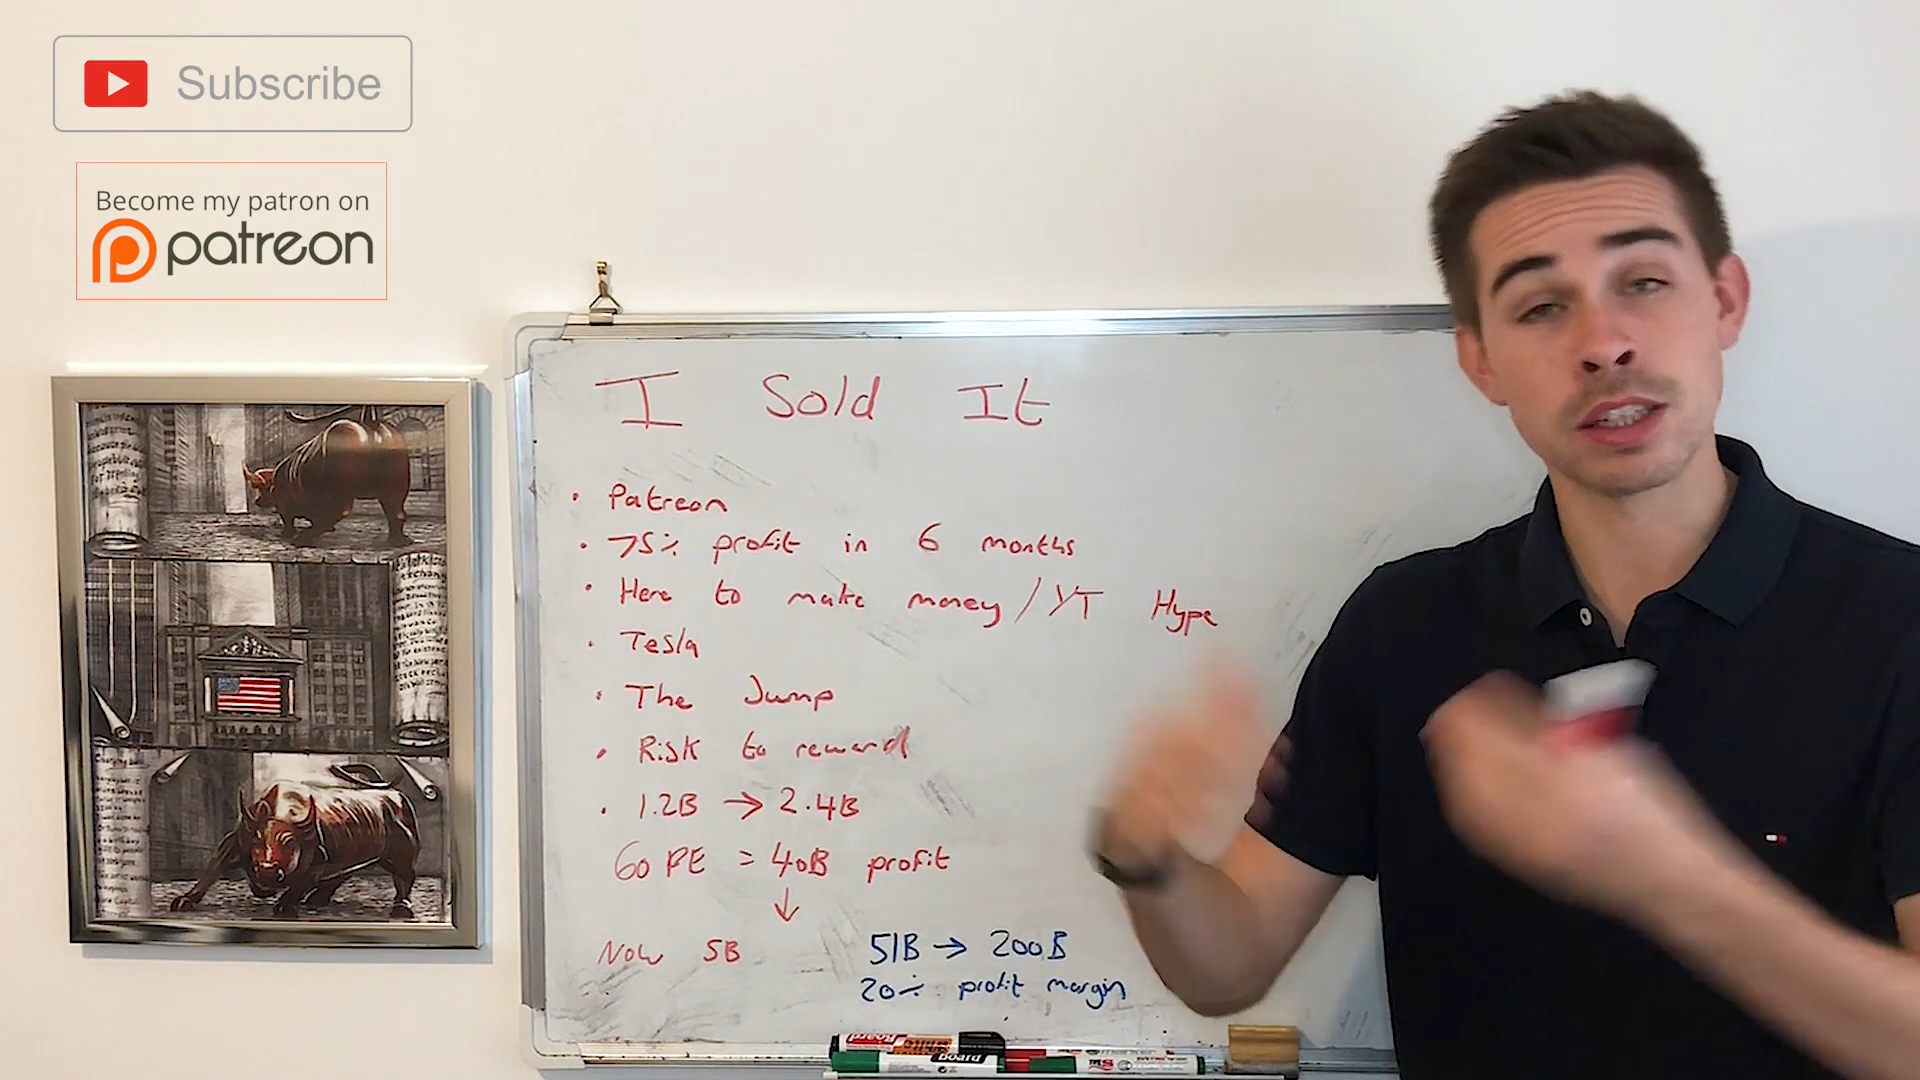 Subscribe
Become my patron on
patreon
I Sold It
• Patreon
• 75% profit in 6 months
• Here to make money / YT Hype
• Tesla
• The Jump
• Risk to reward
• 1.2B → 2.4B
60 PE = 40B profit
↓
Now 5B
51B → 200B
20% profit margin
Board
Board